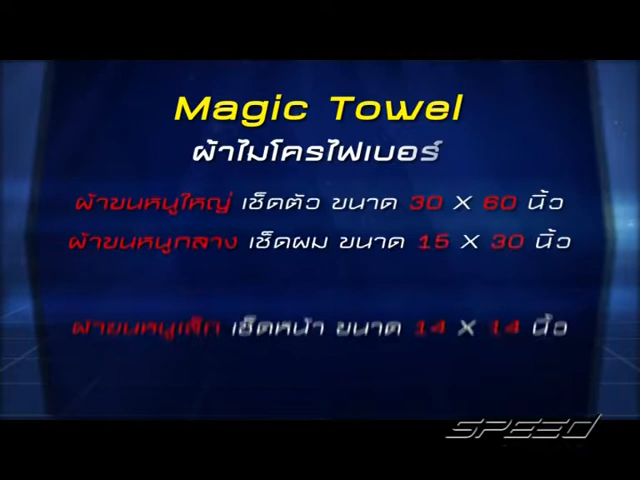 Magic Towel
ผ้าไมโครไฟเบอร์
ผ้าขนหนูใหญ่ เช็ดตัว ขนาด 30 X 60 นิ้ว
ผ้าขนหนูกลาง เช็ดผม ขนาด 15 X 30 นิ้ว
ผ้าขนหนูเล็ก เช็ดหน้า ขนาด 14 X 14 นิ้ว
SPEED